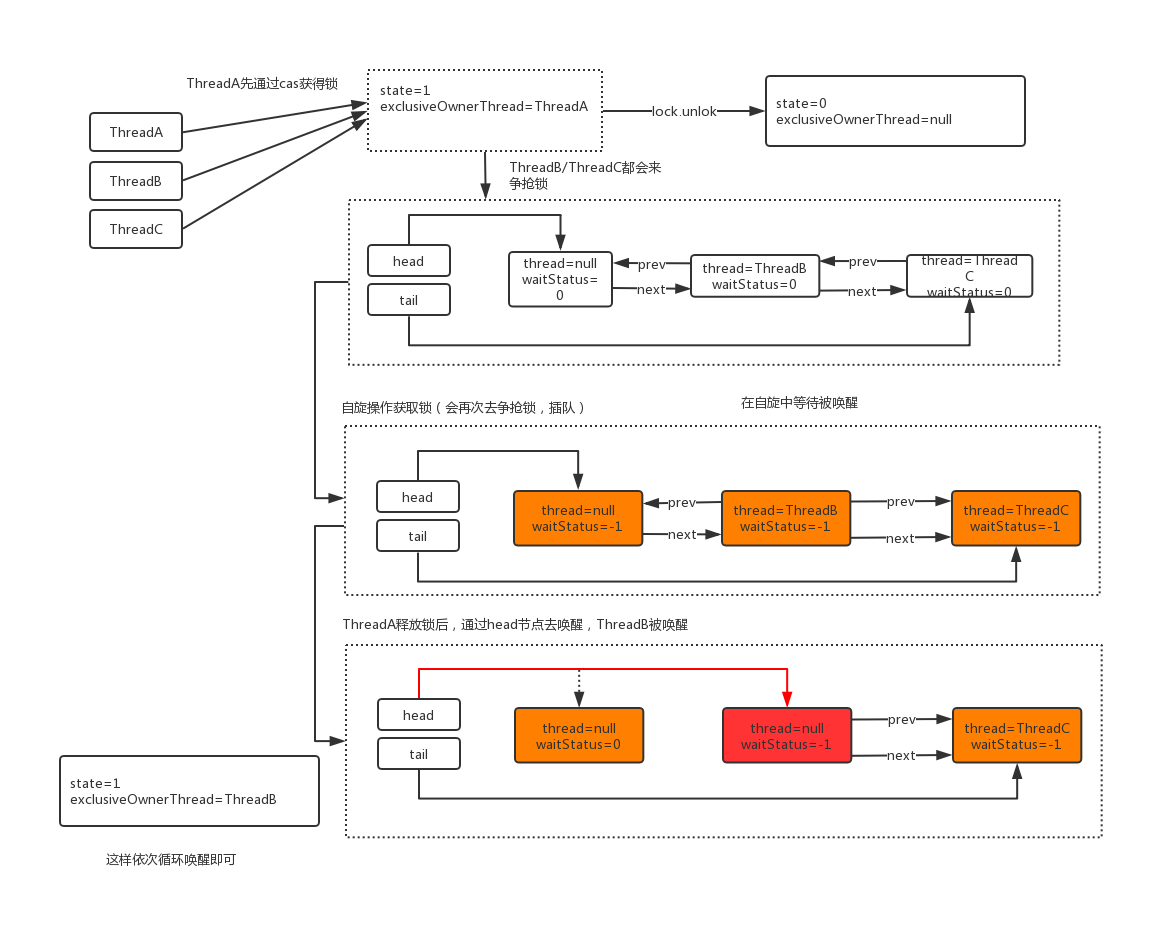 ThreadA先通过cas获得锁
state=1
exclusiveOwnerThread=ThreadA
lock.unlok
state=0
exclusiveOwnerThread=null
ThreadA
ThreadB
ThreadC
ThreadB/ThreadC都会来
争抢锁
head
tail
thread=null
waitStatus=
0
prev
next
thread=ThreadB
waitStatus=0
prev
next
thread=Thread
C
waitStatus=0
自旋操作获取锁（会再次去争抢锁，插队）
在自旋中等待被唤醒
head
tail
thread=null
waitStatus=-1
prev
next
thread=ThreadB
waitStatus=-1
prev
next
thread=ThreadC
waitStatus=-1
ThreadA释放锁后，通过head节点去唤醒，ThreadB被唤醒
head
tail
thread=null
waitStatus=0
thread=null
waitStatus=-1
prev
next
thread=ThreadC
waitStatus=-1
state=1
exclusiveOwnerThread=ThreadB
这样依次循环唤醒即可